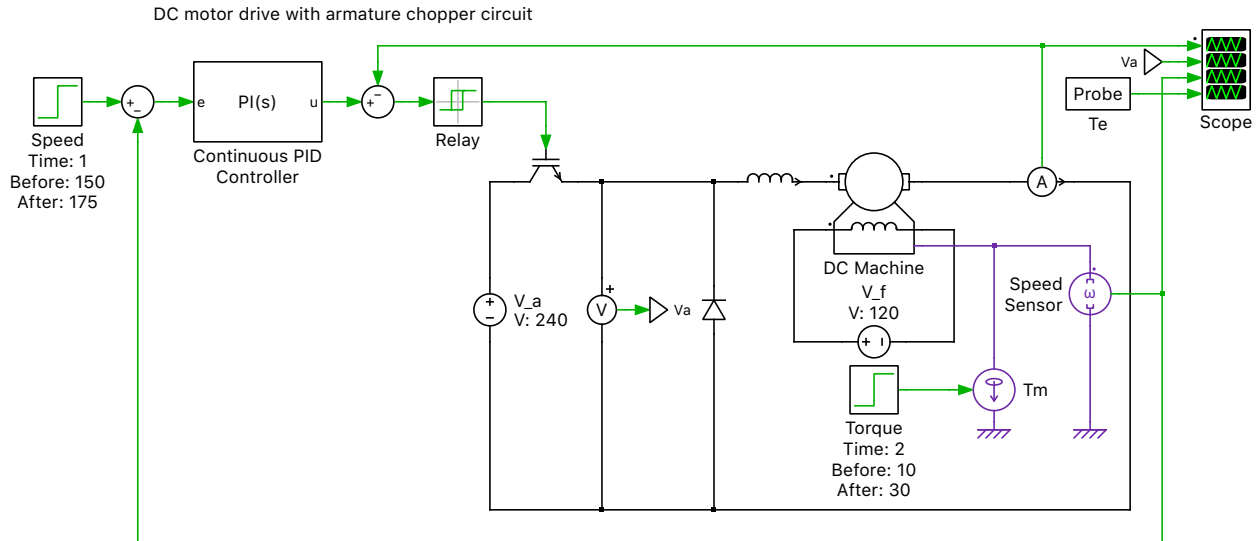 DC motor drive with armature chopper circuit
Speed
Time: 1
Before: 150
After: 175
+
−
e
PI(s)
u
Continuous PID
Controller
+
−
Relay
Va
Probe
Te
Scope
A
V_a
V: 240
+
−
+
V
Va
DC Machine
V_f
V: 120
+
−
Speed
Sensor
ω
Tm
Torque
Time: 2
Before: 10
After: 30